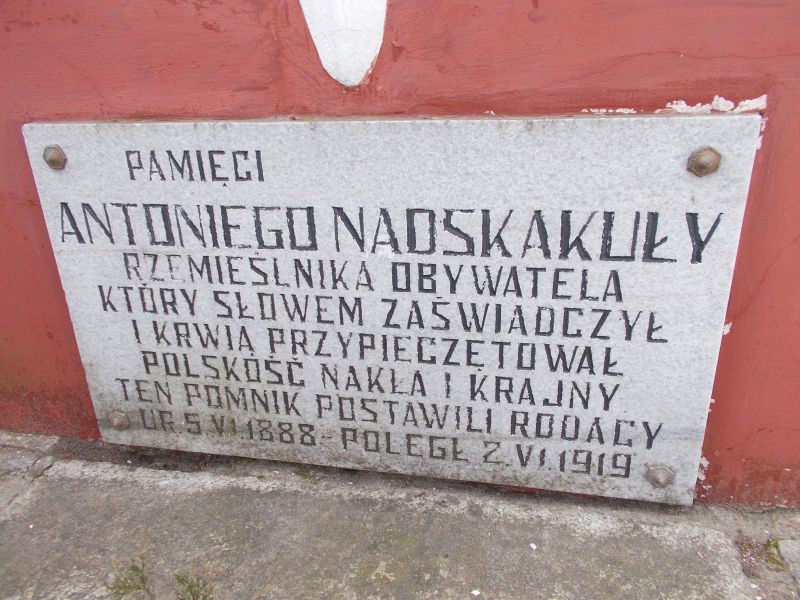 PAMIĘCI
ANTONIEGO NADSKAKUŁY
RZEMIEŚLNIKA OBYWATELA
KTÓRY SŁOWEM ZAŚWIADCZYŁ
I KRWIĄ PRZYPIECZĘTOWAŁ
POLSKOŚĆ NAKŁA I KRAJNY
TEN POMNIK POSTAWILI RODACY
UR 5 VI 1888 - POLEGŁ 2. VI 1919